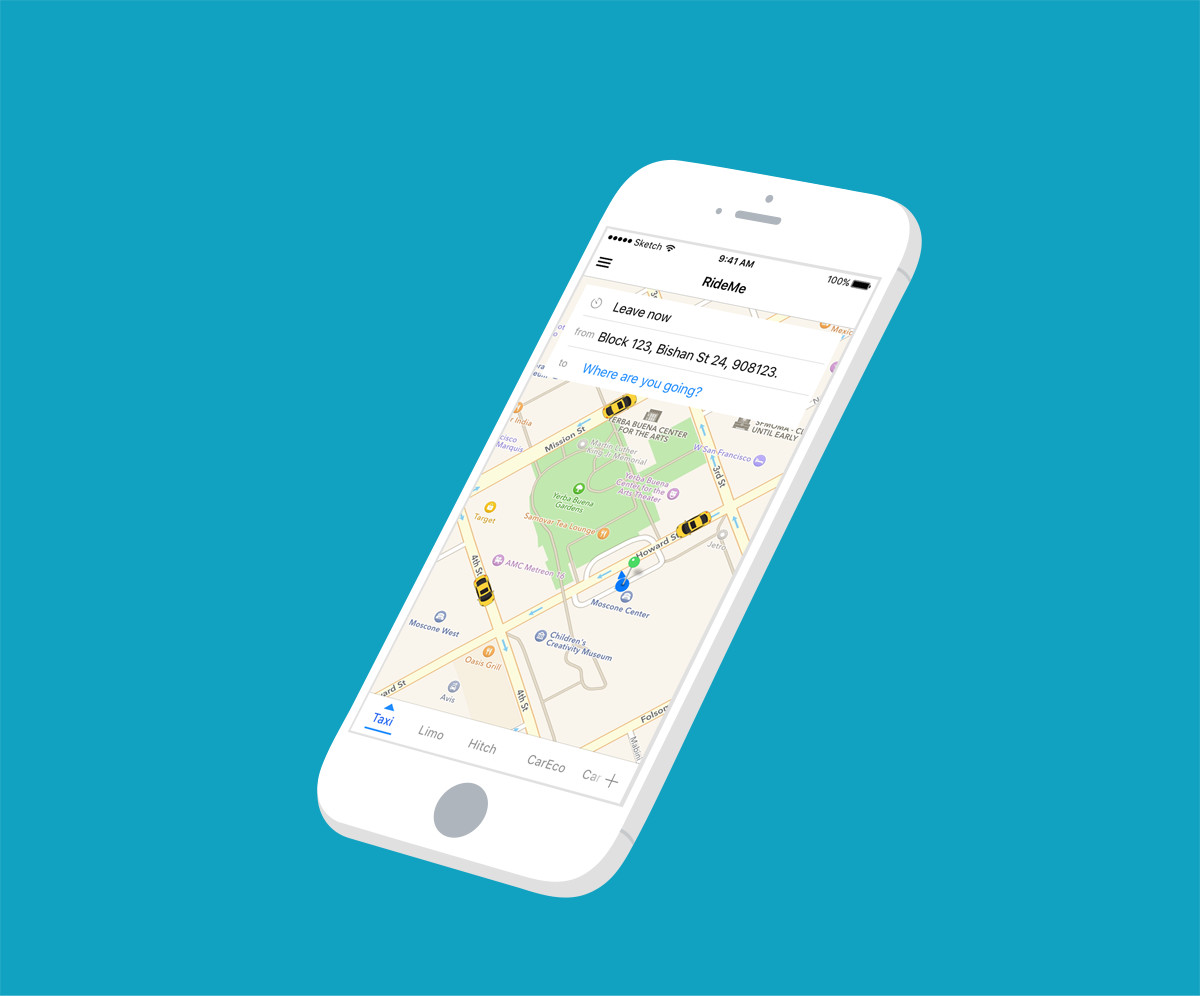 Sketch
9:41 AM
100%
RideMe
Leave now
from Block 123, Bishan St 24, 908123.
to Where are you going?
Mexic
r India
Mission St
YERBA BUENA CENTER
FOR THE ARTS
SFMOMA - C
UNTIL EARLY
cisco
Marquis
Martin Luther
King Jr Memorial
W San Francisco
3rd St
Yerba Buena
Center for the
Arts Theater
Yerba Buena
Gardens
Target
Samovar Tea Lounge
Howard St
Jetro
4th St
AMC Metreon 16
Moscone Center
Moscone West
Children's
Creativity Museum
Oasis Grill
Avis
ard St
4th St
Folsom
Mabini
Taxi
Limo
Hitch
CarEco
Car